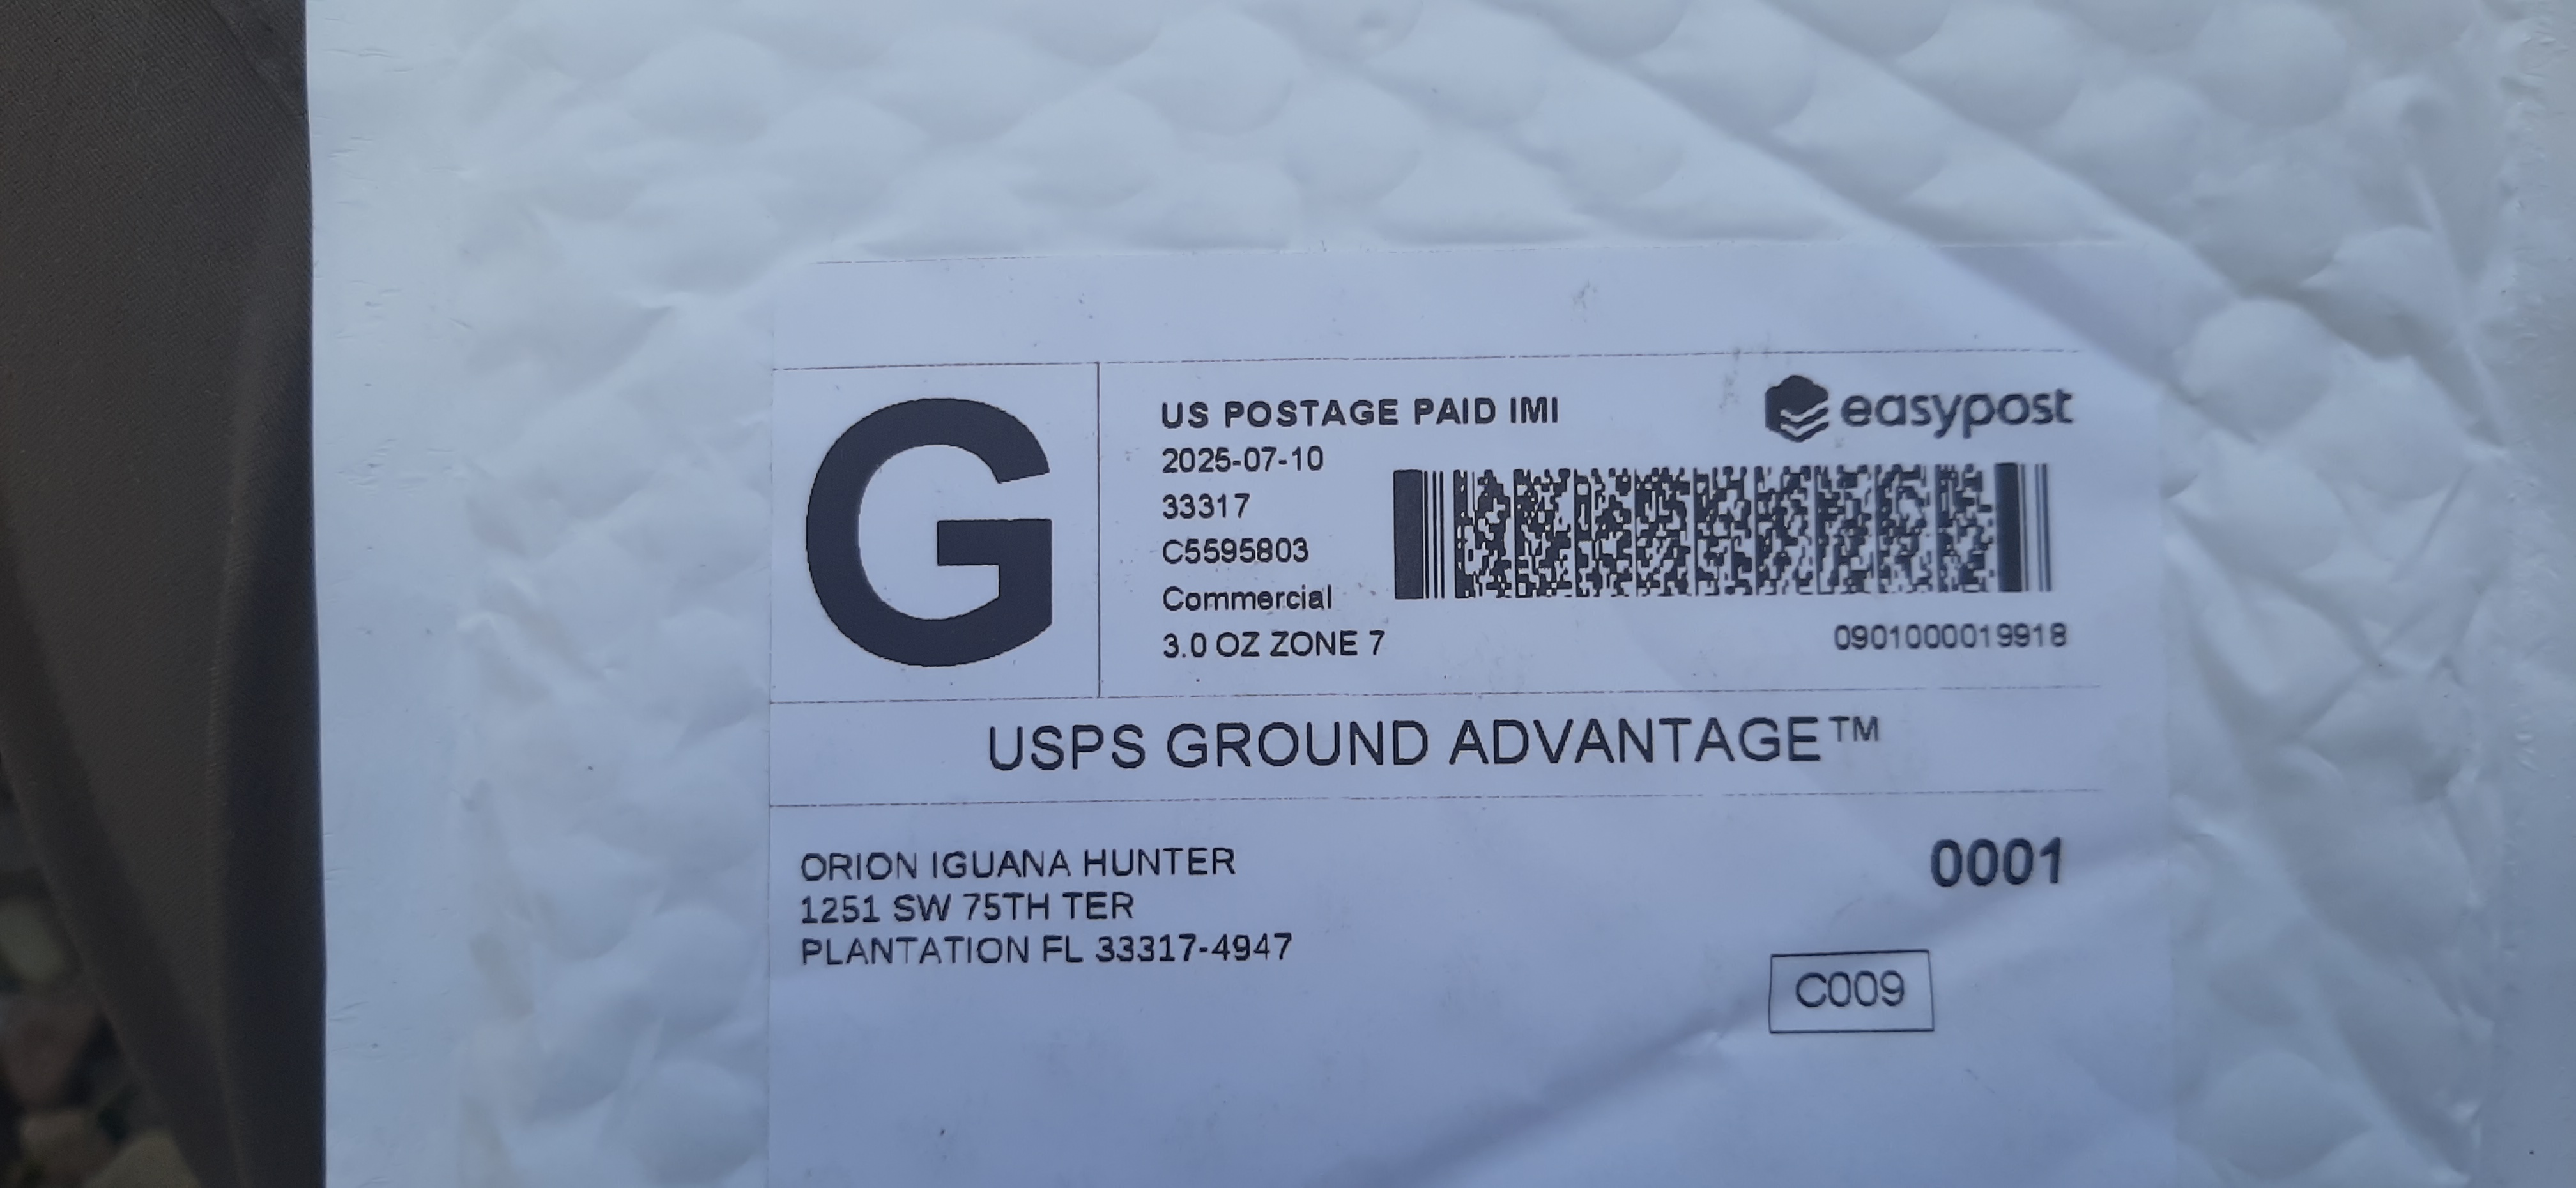 G
US POSTAGE PAID IMI
easypost
2025-07-10
33317
C5595803
Commercial
3.0 OZ ZONE 7
0901000019918
USPS GROUND ADVANTAGE™
ORION IGUANA HUNTER
1251 SW 75TH TER
PLANTATION FL 33317-4947
0001
C009